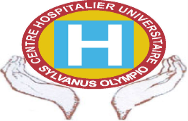 CENTRE HOSPITALIER UNIVERSITAIRE
H
SYLVANUS OLYMPIO